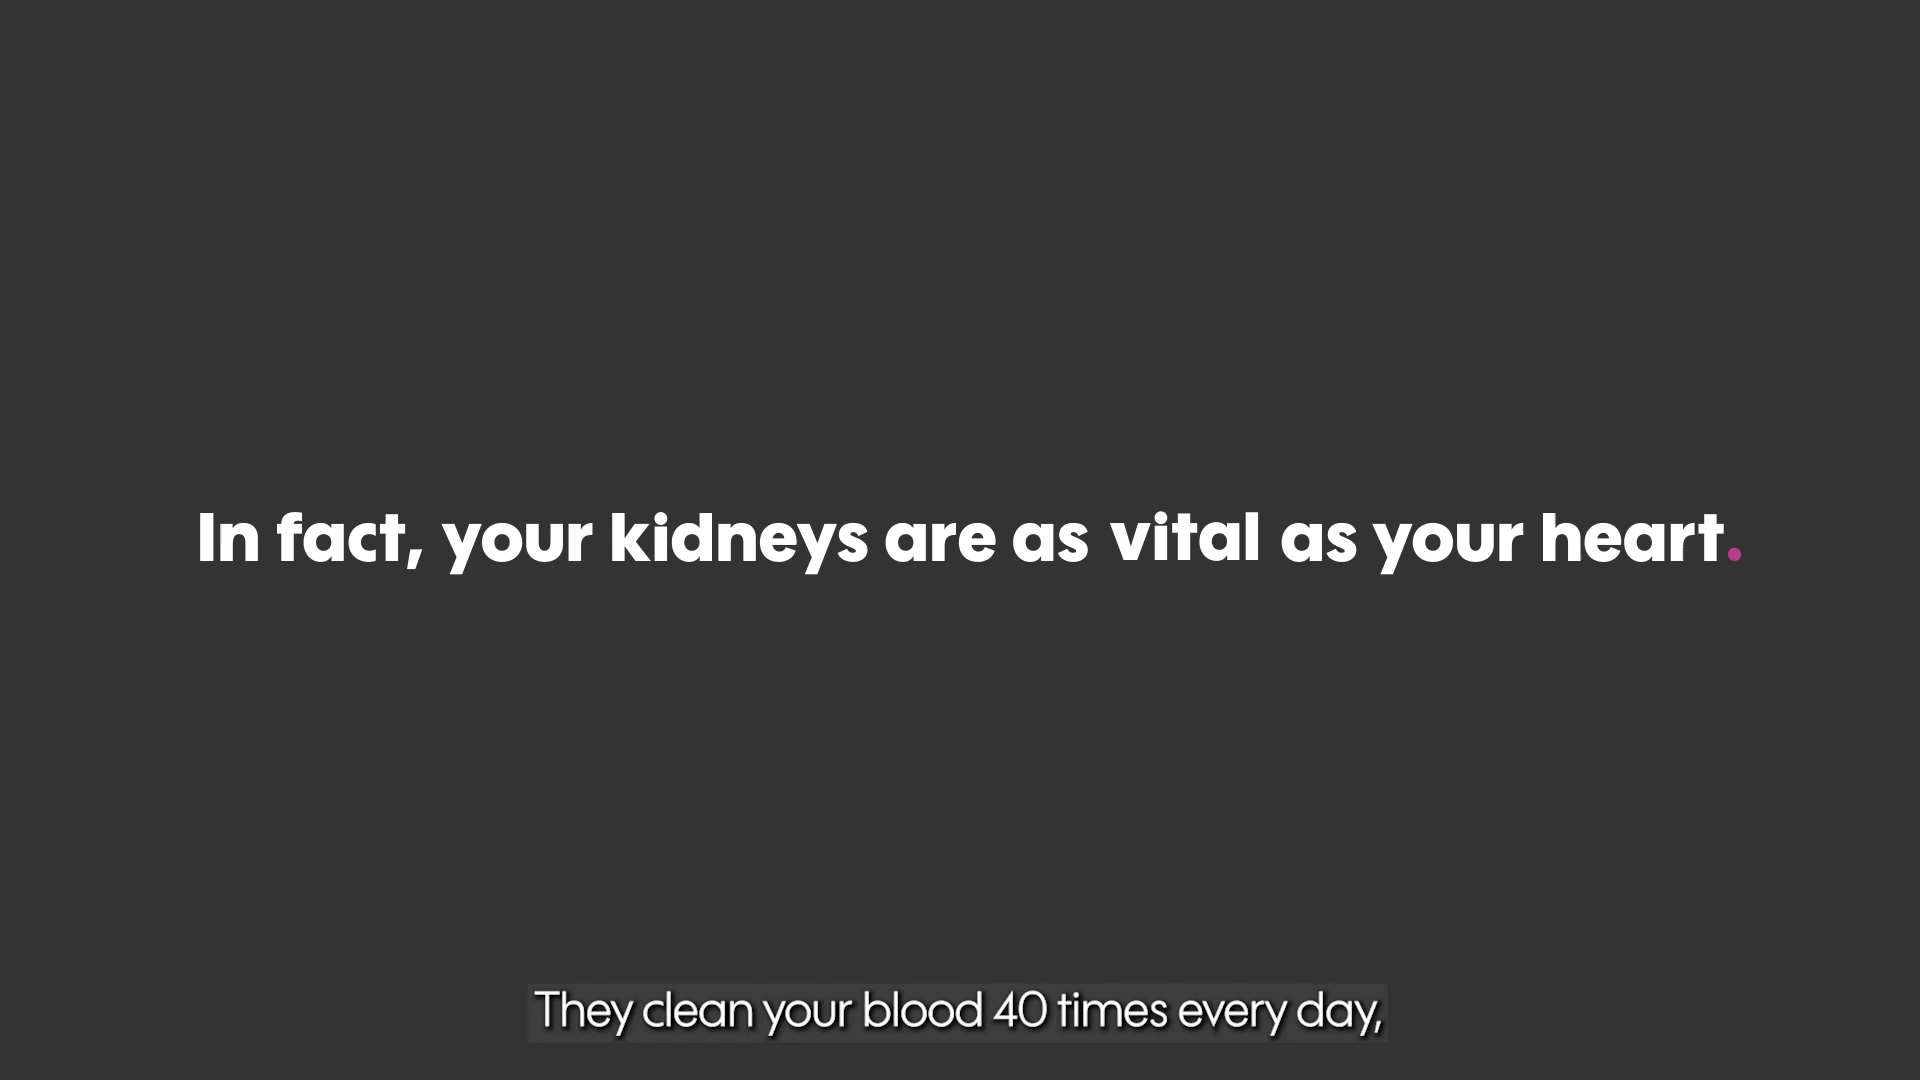 In fact, your kidneys are as vital as your heart.
They clean your blood 40 times every day,